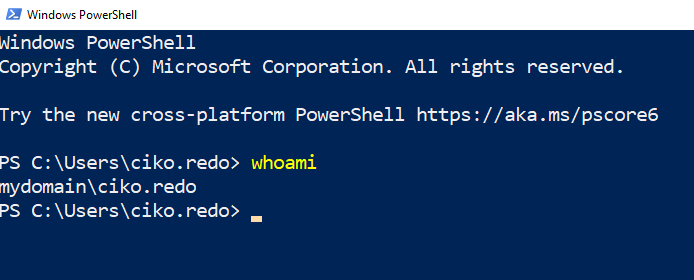 Windows PowerShell
Windows PowerShell
Copyright (C) Microsoft Corporation. All rights reserved.
Try the new cross-platform PowerShell https://aka.ms/pscore6
PS C:\Users\ciko.redo> whoami
mydomain\ciko.redo
PS C:\Users\ciko.redo>